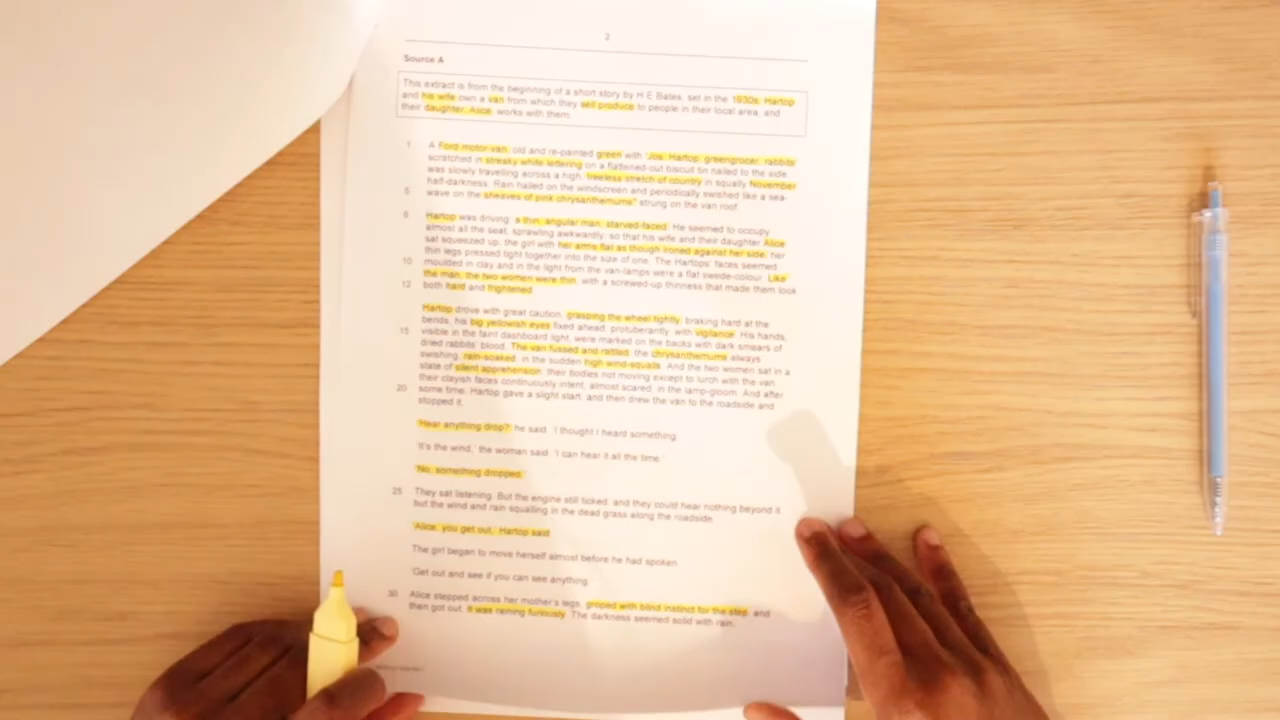 2
Source A
This extract is from the beginning of a short story by H E Bates, set in the 1930s. Hartop
and his wife own a van from which they sell produce to people in their local area, and
their daughter, Alice, works with them.
1 A Ford motor-van, old and re-painted green with 'Jos. Hartop, greengrocer, rabbits'
scratched in streaky white lettering on a flattened-out biscuit tin nailed to the side,
was slowly travelling across a high, treeless stretch of country in squally November
half-darkness. Rain hailed on the windscreen and periodically swished like a sea-
5 wave on the sheaves of pink chrysanthemums* strung on the van roof.
6 Hartop was driving: a thin, angular man, starved-faced. He seemed to occupy
almost all the seat, sprawling awkwardly; so that his wife and their daughter Alice
sat squeezed up, the girl with her arms flat as though ironed against her side, her
thin legs pressed tight together into the size of one. The Hartops' faces seemed
10 moulded in clay and in the light from the van-lamps were a flat swede-colour. Like
the man, the two women were thin, with a screwed-up thinness that made them look
12 both hard and frightened.
Hartop drove with great caution, grasping the wheel tightly, braking hard at the
bends, his big yellowish eyes fixed ahead, protuberantly, with vigilance. His hands,
15 visible in the faint dashboard light, were marked on the backs with dark smears of
dried rabbits' blood. The van fussed and rattled, the chrysanthemums always
swishing, rain-soaked, in the sudden high wind-squalls. And the two women sat in a
state of silent apprehension, their bodies not moving except to lurch with the van,
their clayish faces continuously intent, almost scared, in the lamp-gloom. And after
20 some time, Hartop gave a slight start, and then drew the van to the roadside and
stopped it.
'Hear anything drop?' he said. 'I thought I heard something.'
'It's the wind,' the woman said. 'I can hear it all the time.'
'No, something dropped.'
25 They sat listening. But the engine still ticked, and they could hear nothing beyond it
but the wind and rain squalling in the dead grass along the roadside.
'Alice, you get out,' Hartop said.
The girl began to move herself almost before he had spoken.
'Get out and see if you can see anything.'
30 Alice stepped across her mother's legs, groped with blind instinct for the step, and
then got out. It was raining furiously. The darkness seemed solid with rain.